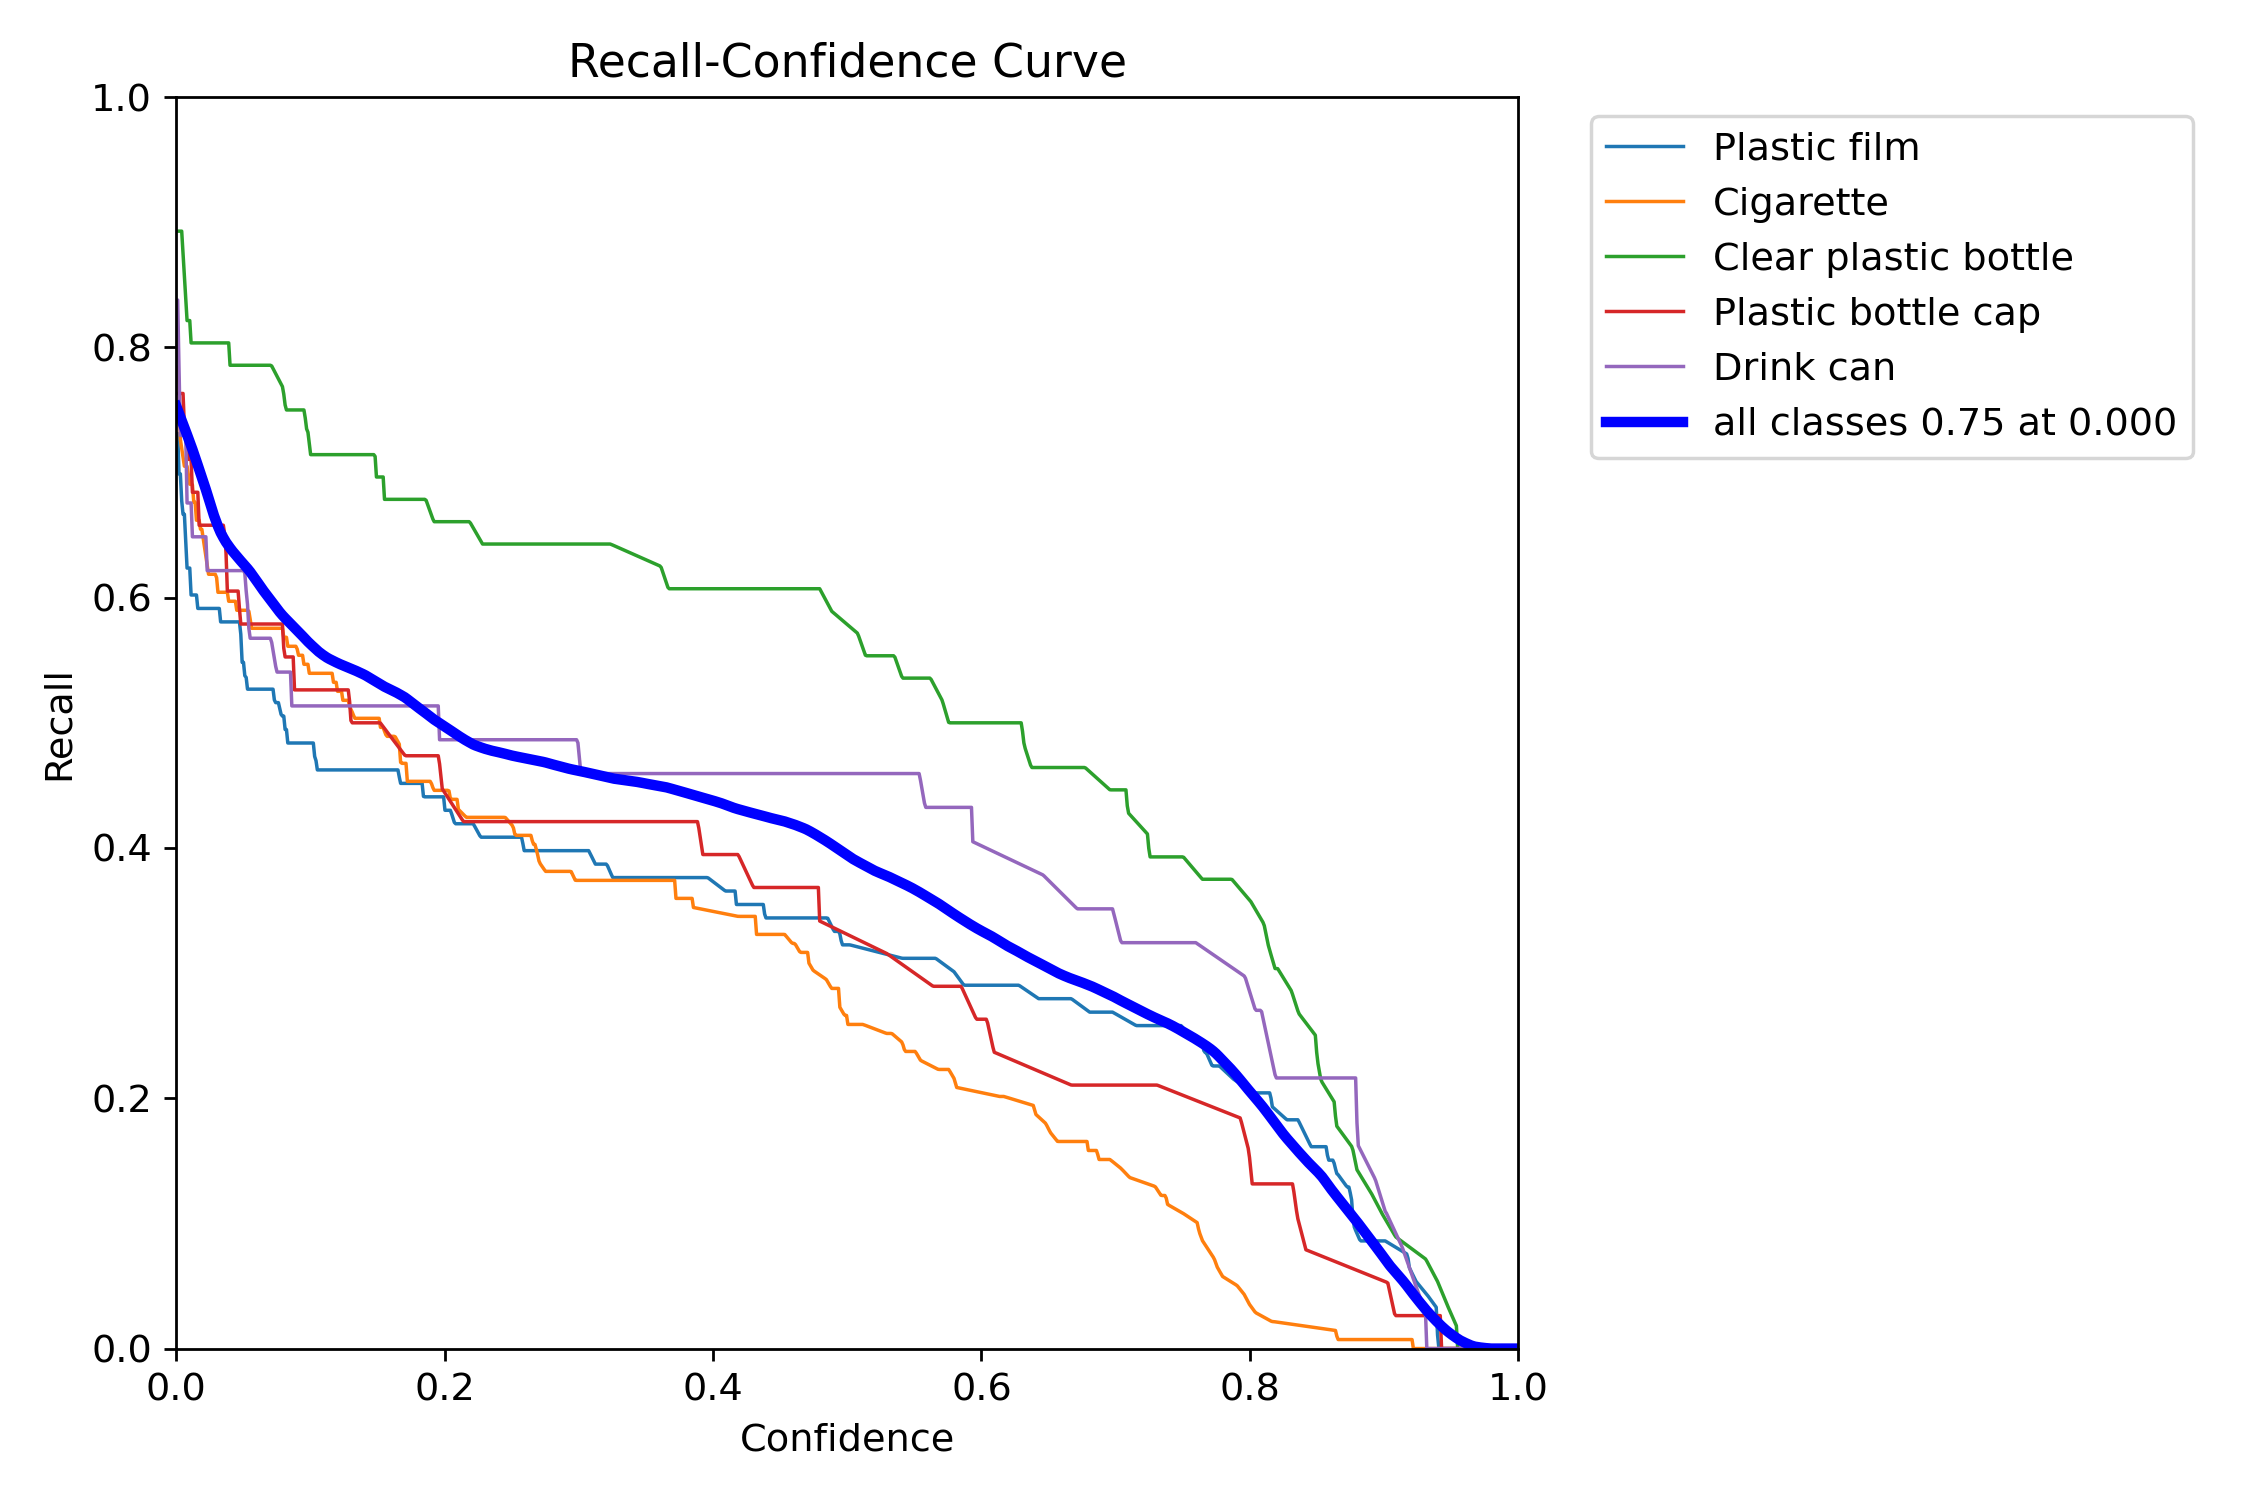 Recall-Confidence Curve
1.0
0.8
0.6
0.4
0.2
0.0
Recall
0.0 0.2 0.4 0.6 0.8 1.0
Confidence
Plastic film
Cigarette
Clear plastic bottle
Plastic bottle cap
Drink can
all classes 0.75 at 0.000